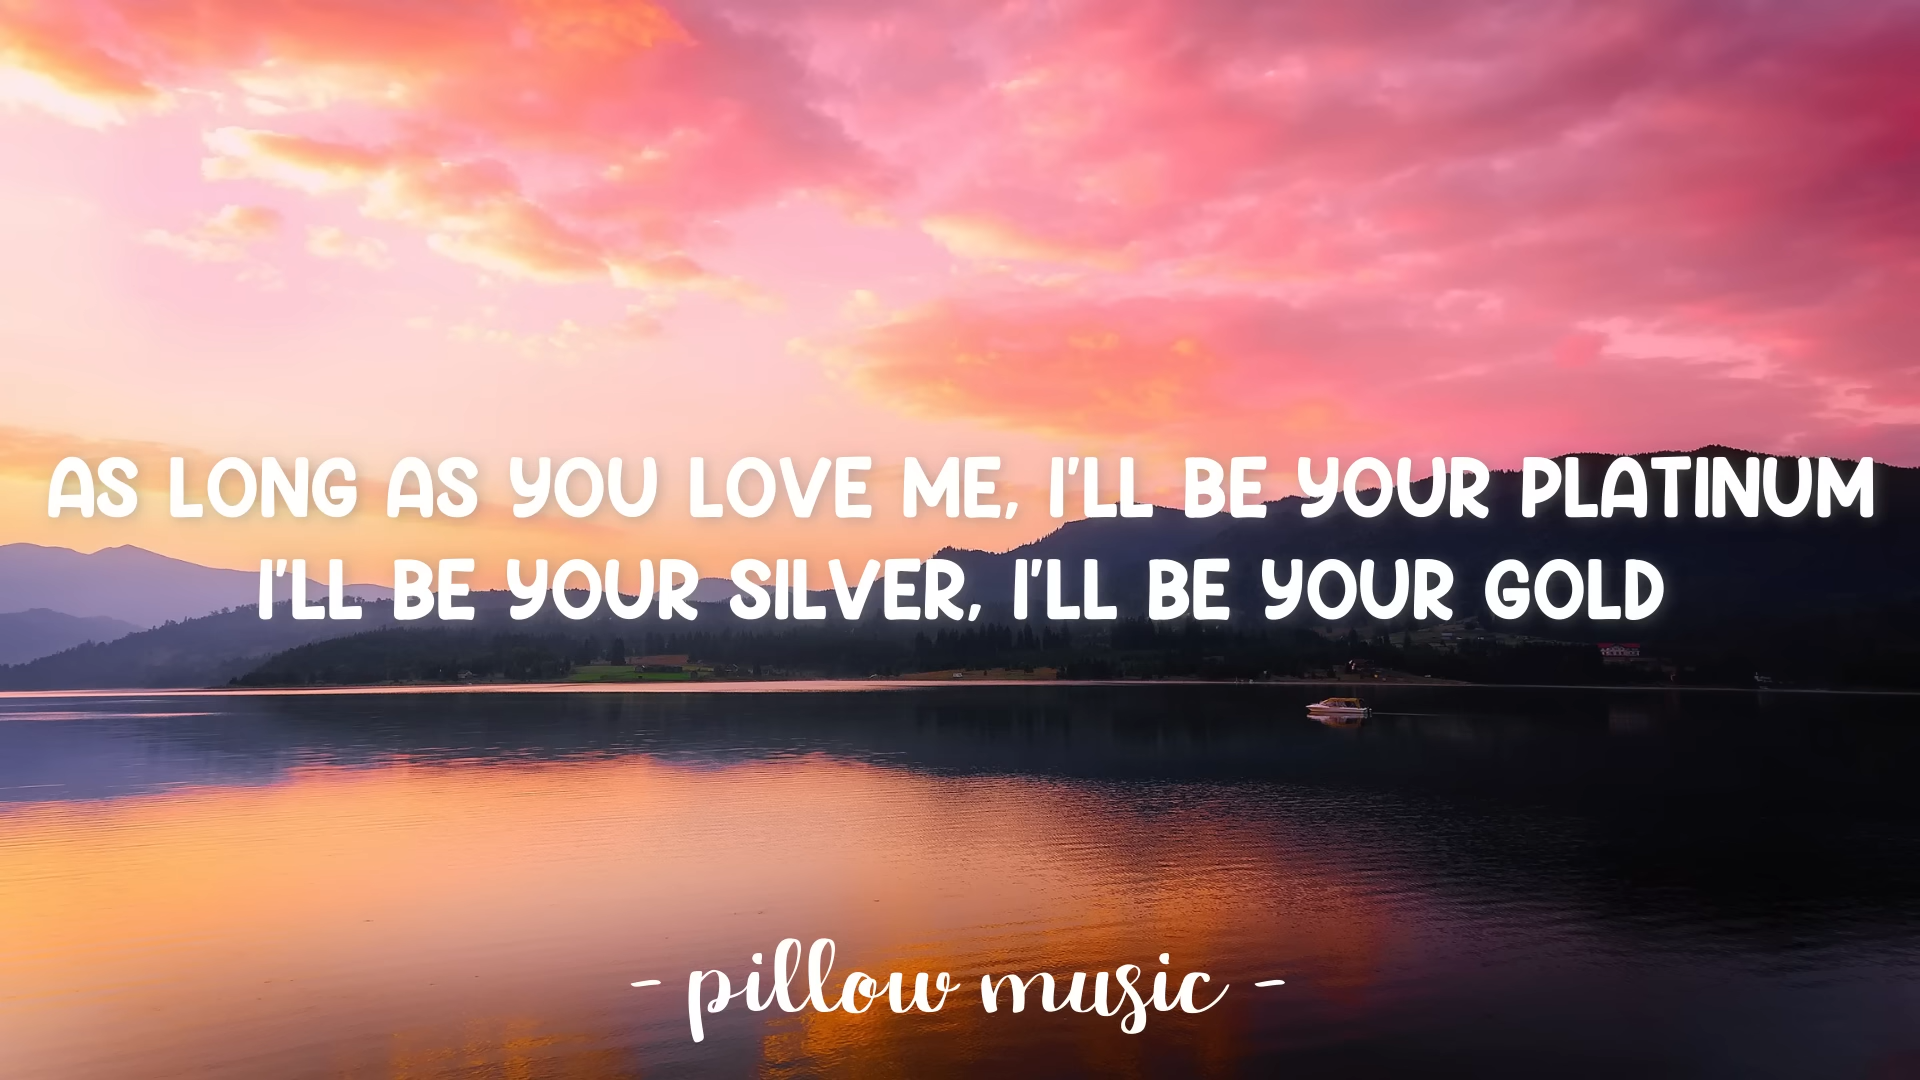 AS LONG AS YOU LOVE ME, I'LL BE YOUR PLATINUM
I'LL BE YOUR SILVER, I'LL BE YOUR GOLD
- pillow music -